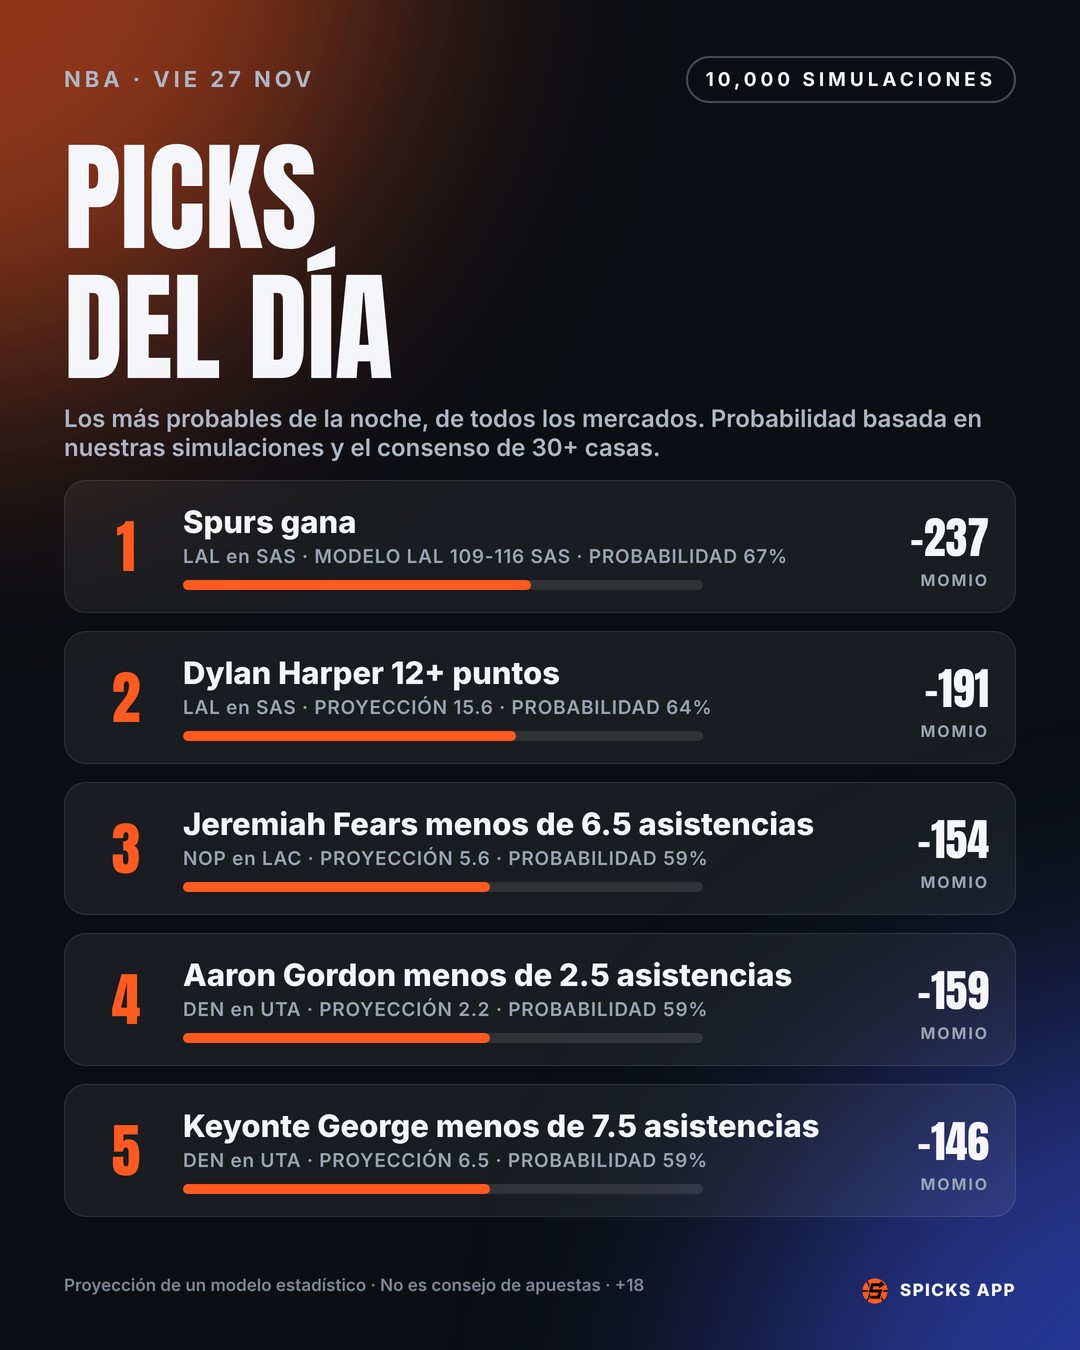 NBA · VIE 27 NOV
10,000 SIMULACIONES
PICKS
DEL DÍA
Los más probables de la noche, de todos los mercados. Probabilidad basada en
nuestras simulaciones y el consenso de 30+ casas.
1
Spurs gana
LAL en SAS · MODELO LAL 109-116 SAS · PROBABILIDAD 67%
-237
MOMIO
2
Dylan Harper 12+ puntos
LAL en SAS · PROYECCIÓN 15.6 · PROBABILIDAD 64%
-191
MOMIO
3
Jeremiah Fears menos de 6.5 asistencias
NOP en LAC · PROYECCIÓN 5.6 · PROBABILIDAD 59%
-154
MOMIO
4
Aaron Gordon menos de 2.5 asistencias
DEN en UTA · PROYECCIÓN 2.2 · PROBABILIDAD 59%
-159
MOMIO
5
Keyonte George menos de 7.5 asistencias
DEN en UTA · PROYECCIÓN 6.5 · PROBABILIDAD 59%
-146
MOMIO
Proyección de un modelo estadístico · No es consejo de apuestas · +18
SPICKS APP